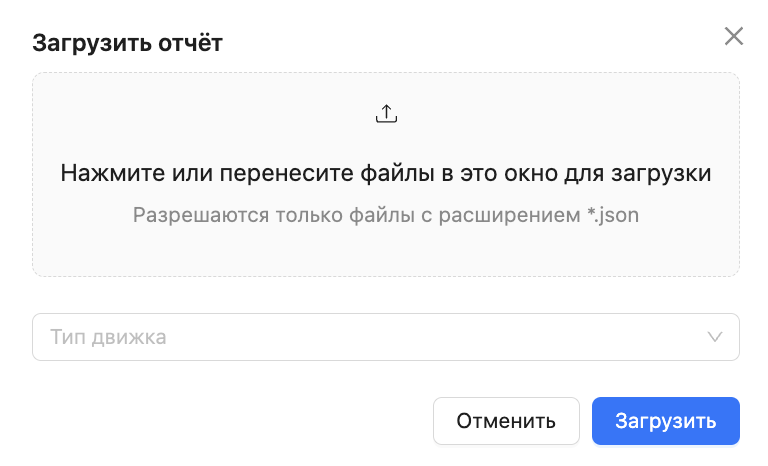 Загрузить отчёт
Нажмите или перенесите файлы в это окно для загрузки
Разрешаются только файлы с расширением *.json
Тип движка
Отменить
Загрузить